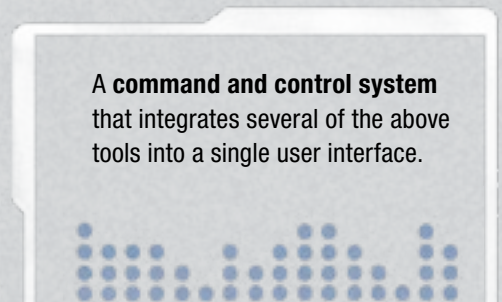 A command and control system
that integrates several of the above
tools into a single user interface.